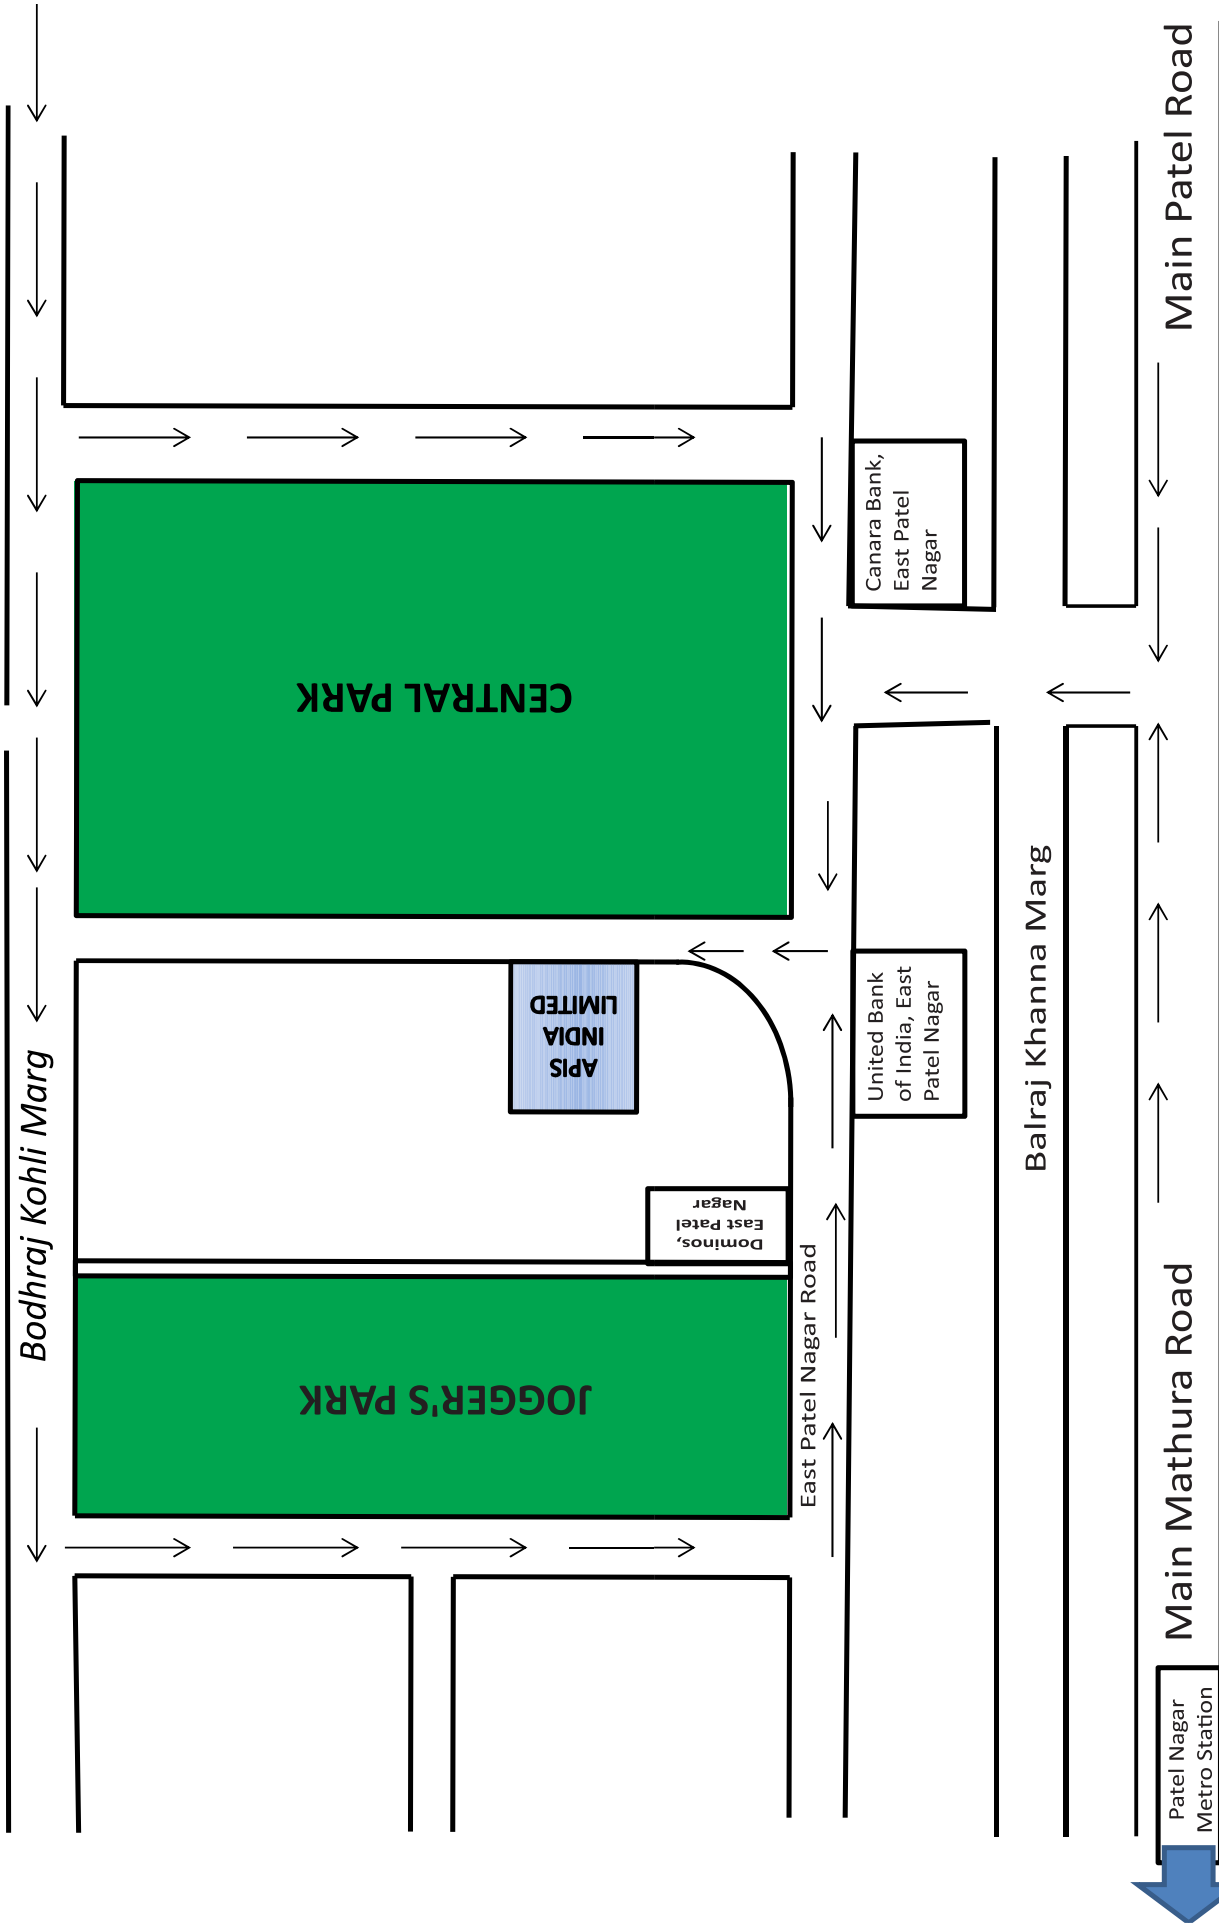 Main Patel Road
Canara Bank,
East Patel
Nagar
CENTRAL PARK
Balraj Khanna Marg
United Bank
of India, East
Patel Nagar
APIS
INDIA
LIMITED
Bodhraj Kohli Marg
Dominos,
East Patel
Nagar
East Patel Nagar Road
JOGGER'S PARK
Main Mathura Road
Patel Nagar
Metro Station